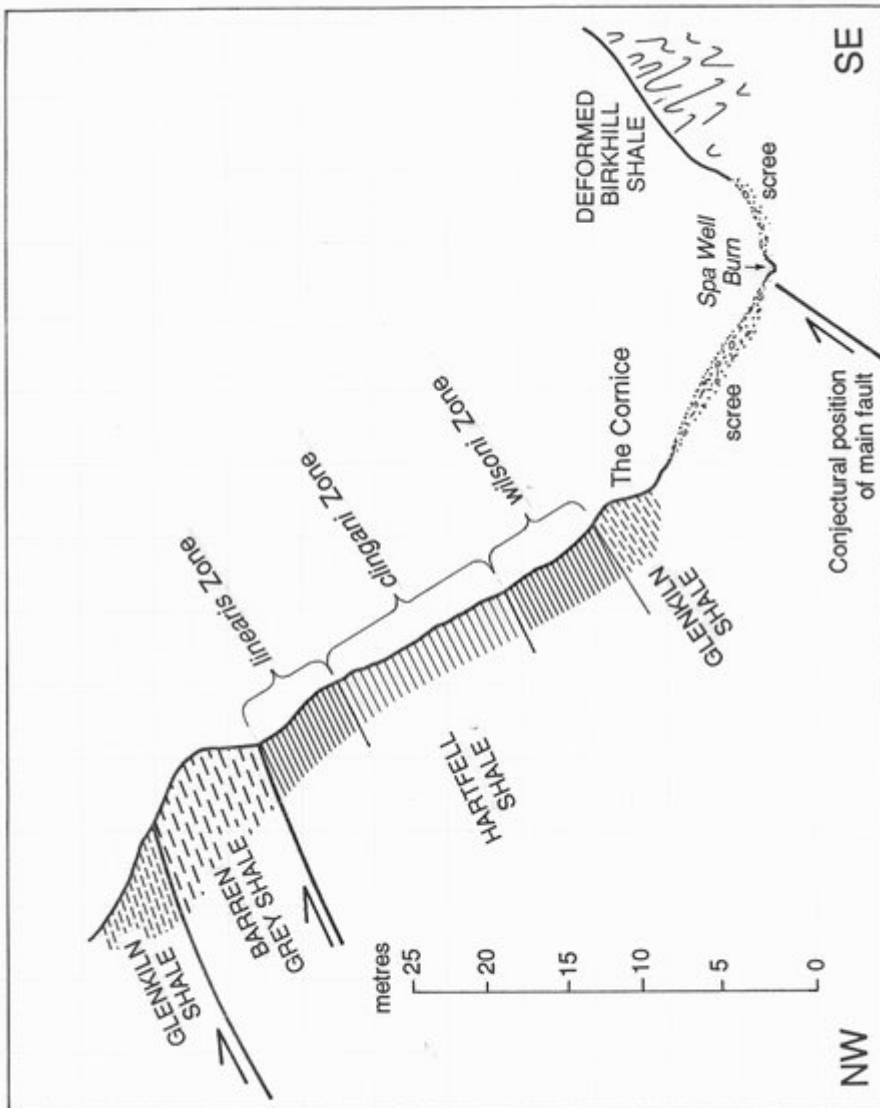 GLENKILN
SHALE
BARREN
GREY SHALE
linearis Zone
clingani Zone
wilsoni Zone
HARTFELL
SHALE
The Cornice
GLENKILN
SHALE
DEFORMED
BIRKHILL
SHALE
Spa Well
Burn
scree
scree
Conjectural position
of main fault
metres
25
20
15
10
5
0
NW
SE